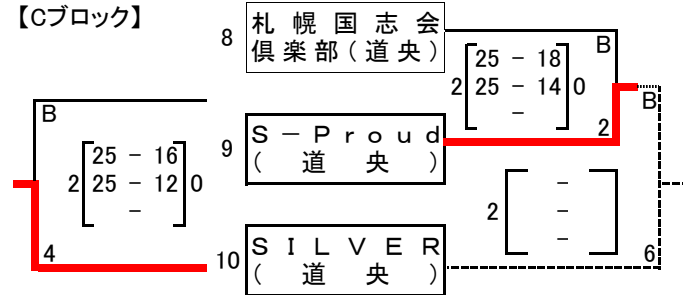 【Cブロック】
8
札幌国志会
倶楽部(道央)
B
25 - 18
2 25 - 14 0
-
2
B
B
25 - 16
2 25 - 12 0
-
4
9
S-Proud
(道央)
-
2 -
-
6
10
SILVER
(道央)